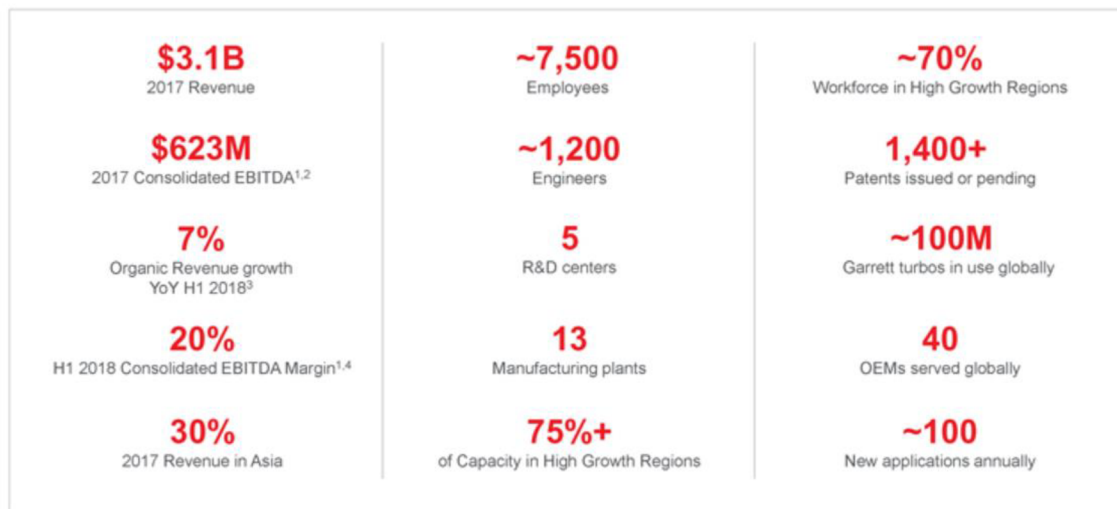 $3.1B
2017 Revenue
$623M
2017 Consolidated EBITDA1,2
7%
Organic Revenue growth
YoY H1 20183
20%
H1 2018 Consolidated EBITDA Margin1,4
30%
2017 Revenue in Asia
~7,500
Employees
~1,200
Engineers
5
R&D centers
13
Manufacturing plants
75%+
of Capacity in High Growth Regions
~70%
Workforce in High Growth Regions
1,400+
Patents issued or pending
~100M
Garrett turbos in use globally
40
OEMs served globally
~100
New applications annually